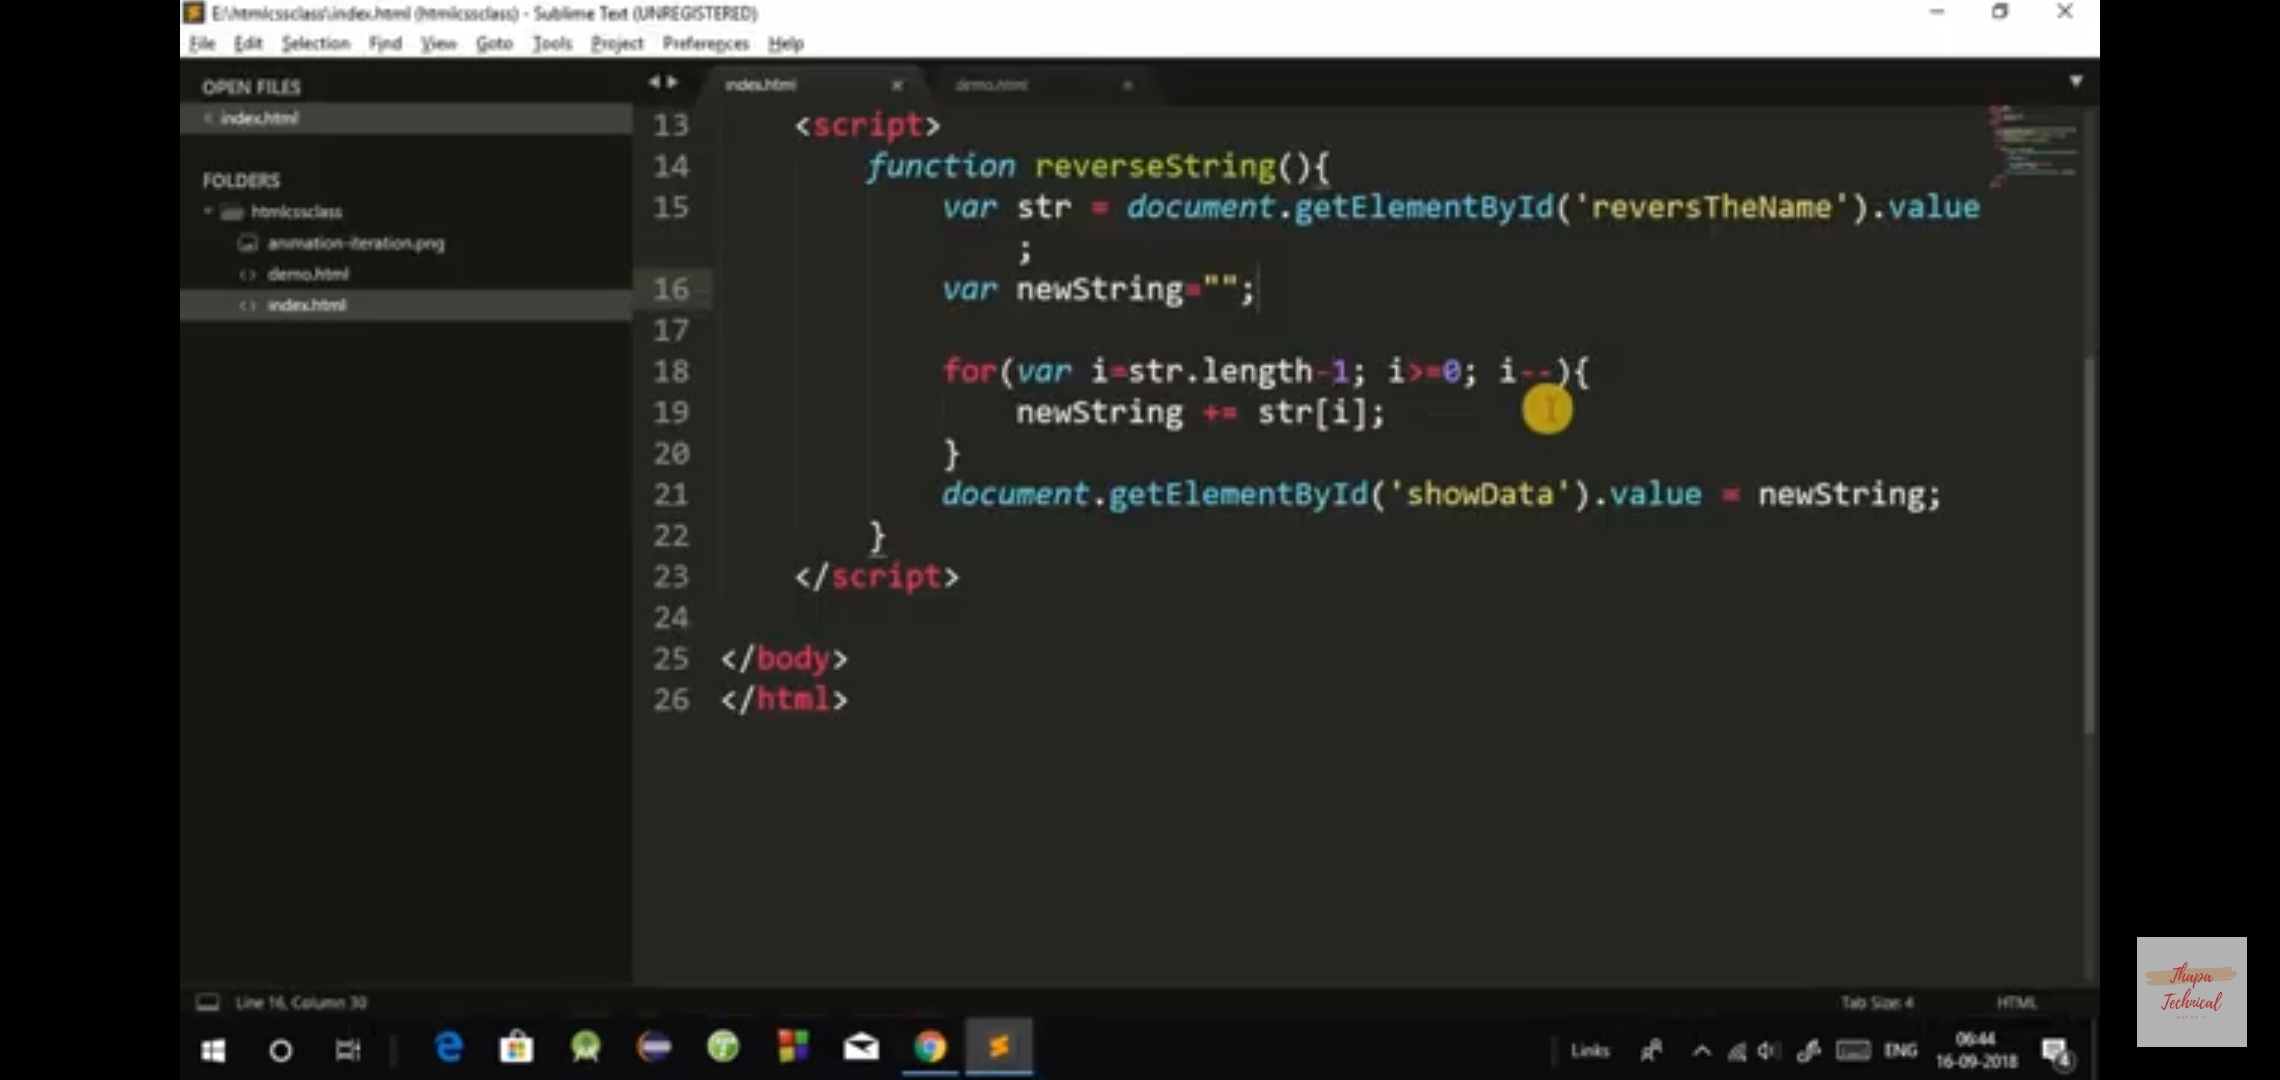 E:\htmlcssclass\index.html (htmlcssclass) - Sublime Text (UNREGISTERED)
File Edit Selection Find View Goto Tools Project Preferences Help
OPEN FILES
index.html
FOLDERS
htmlcssclass
animation-iteration.png
demo.html
index.html
index.html
demo.html
13 <script>
14 function reverseString(){
15 var str = document.getElementById('reversTheName').value
;
16 var newString="";
17
18 for(var i=str.length-1; i>=0; i--){
19 newString += str[i];
20 }
21 document.getElementById('showData').value = newString;
22 }
23 </script>
24
25 </body>
26 </html>
Line 16, Column 30
Tab Size: 4
HTML
Links
ENG
06:44
16-09-2018
4
Thapa
Technical